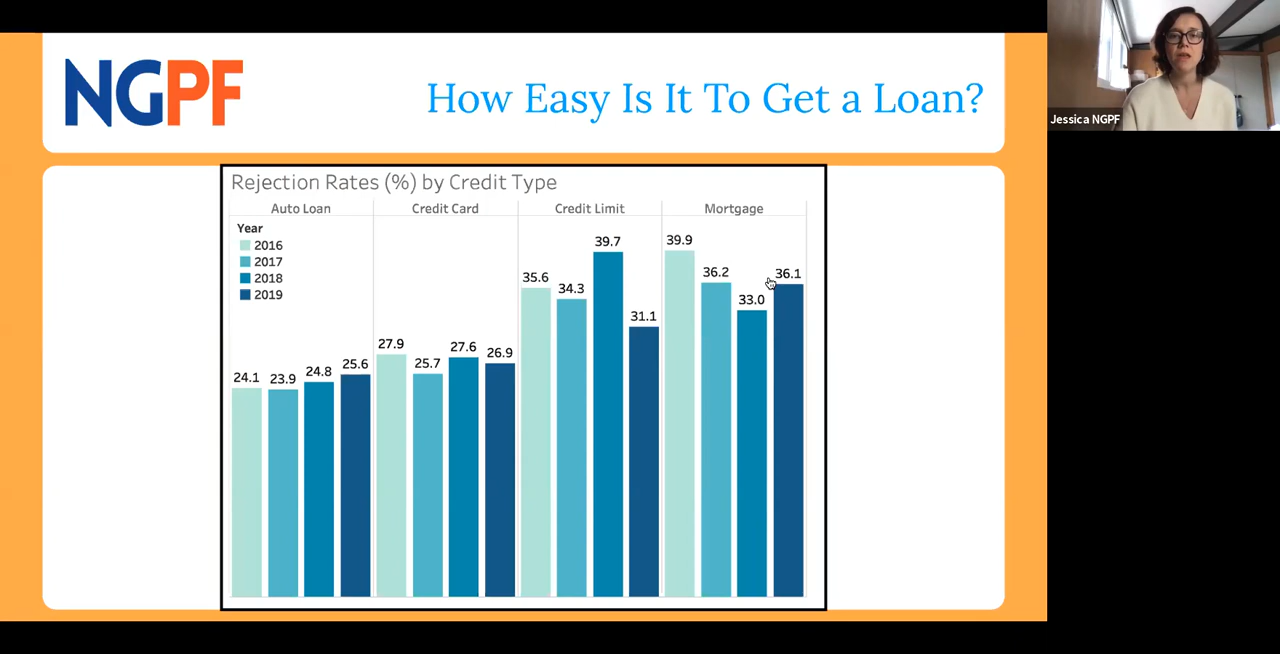 NGPF
How Easy Is It To Get a Loan?
Jessica NGPF
Rejection Rates (%) by Credit Type
Auto Loan Credit Card Credit Limit Mortgage
Year
2016
2017
2018
2019
24.1 23.9 24.8 25.6
27.9 25.7 27.6 26.9
35.6 34.3 39.7 31.1
39.9 36.2 33.0 36.1